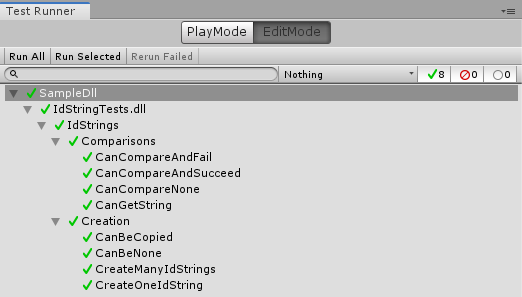 Test Runner
PlayMode EditMode
Run All Run Selected Rerun Failed
Nothing 8 0 0
SampleDll
IdStringTests.dll
IdStrings
Comparisons
CanCompareAndFail
CanCompareAndSucceed
CanCompareNone
CanGetString
Creation
CanBeCopied
CanBeNone
CreateManyIdStrings
CreateOneIdString